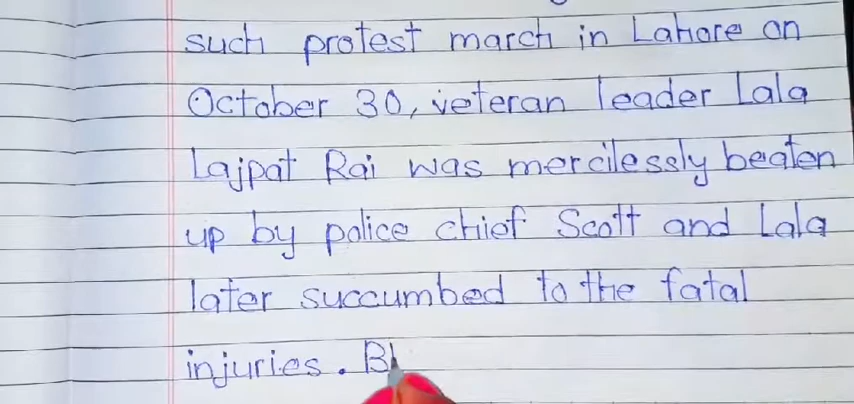 such protest march in Lahore on
October 30, veteran leader Lala
Lajpat Rai was mercilessly beaten
up by police chief Scott and Lala
later succumbed to the fatal
injuries. Bh